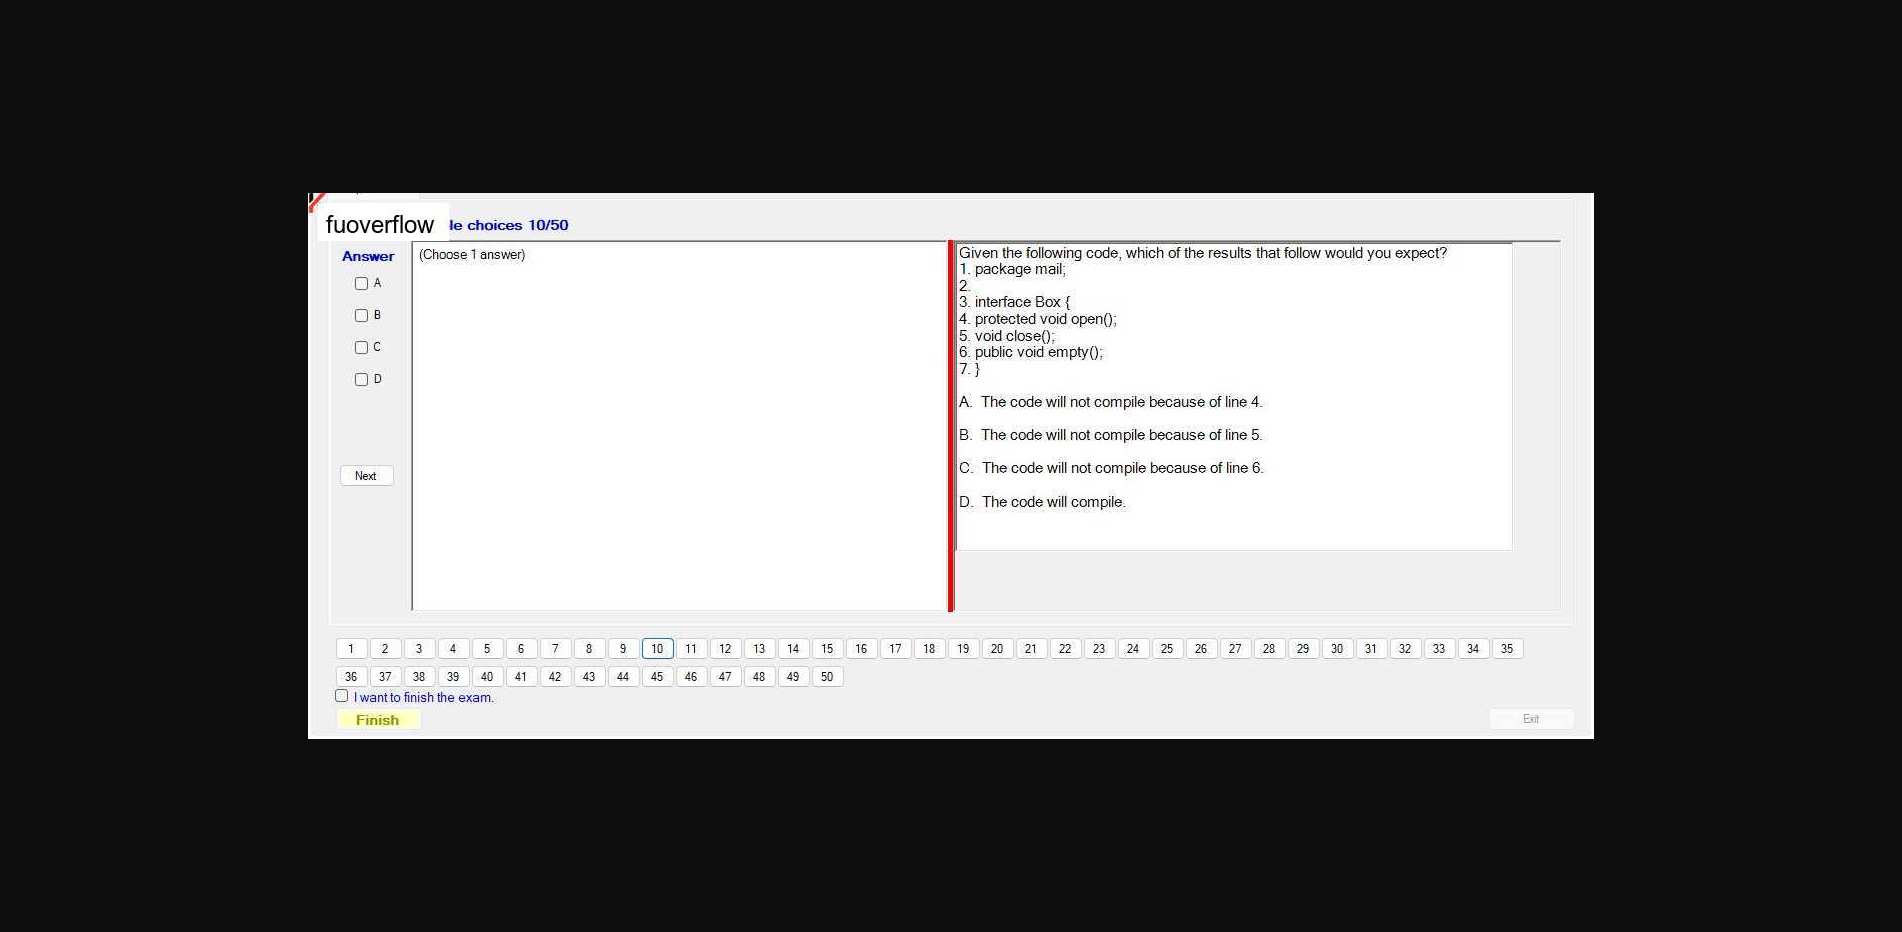 fuoverflow
le choices 10/50
Answer
(Choose 1 answer)
A
B
C
D
Next
Given the following code, which of the results that follow would you expect?
1. package mail;
2.
3. interface Box {
4. protected void open();
5. void close();
6. public void empty();
7. }
A. The code will not compile because of line 4.
B. The code will not compile because of line 5.
C. The code will not compile because of line 6.
D. The code will compile.
1 2 3 4 5 6 7 8 9 10 11 12 13 14 15 16 17 18 19 20 21 22 23 24 25 26 27 28 29 30 31 32 33 34 35
36 37 38 39 40 41 42 43 44 45 46 47 48 49 50
I want to finish the exam.
Finish
Exit